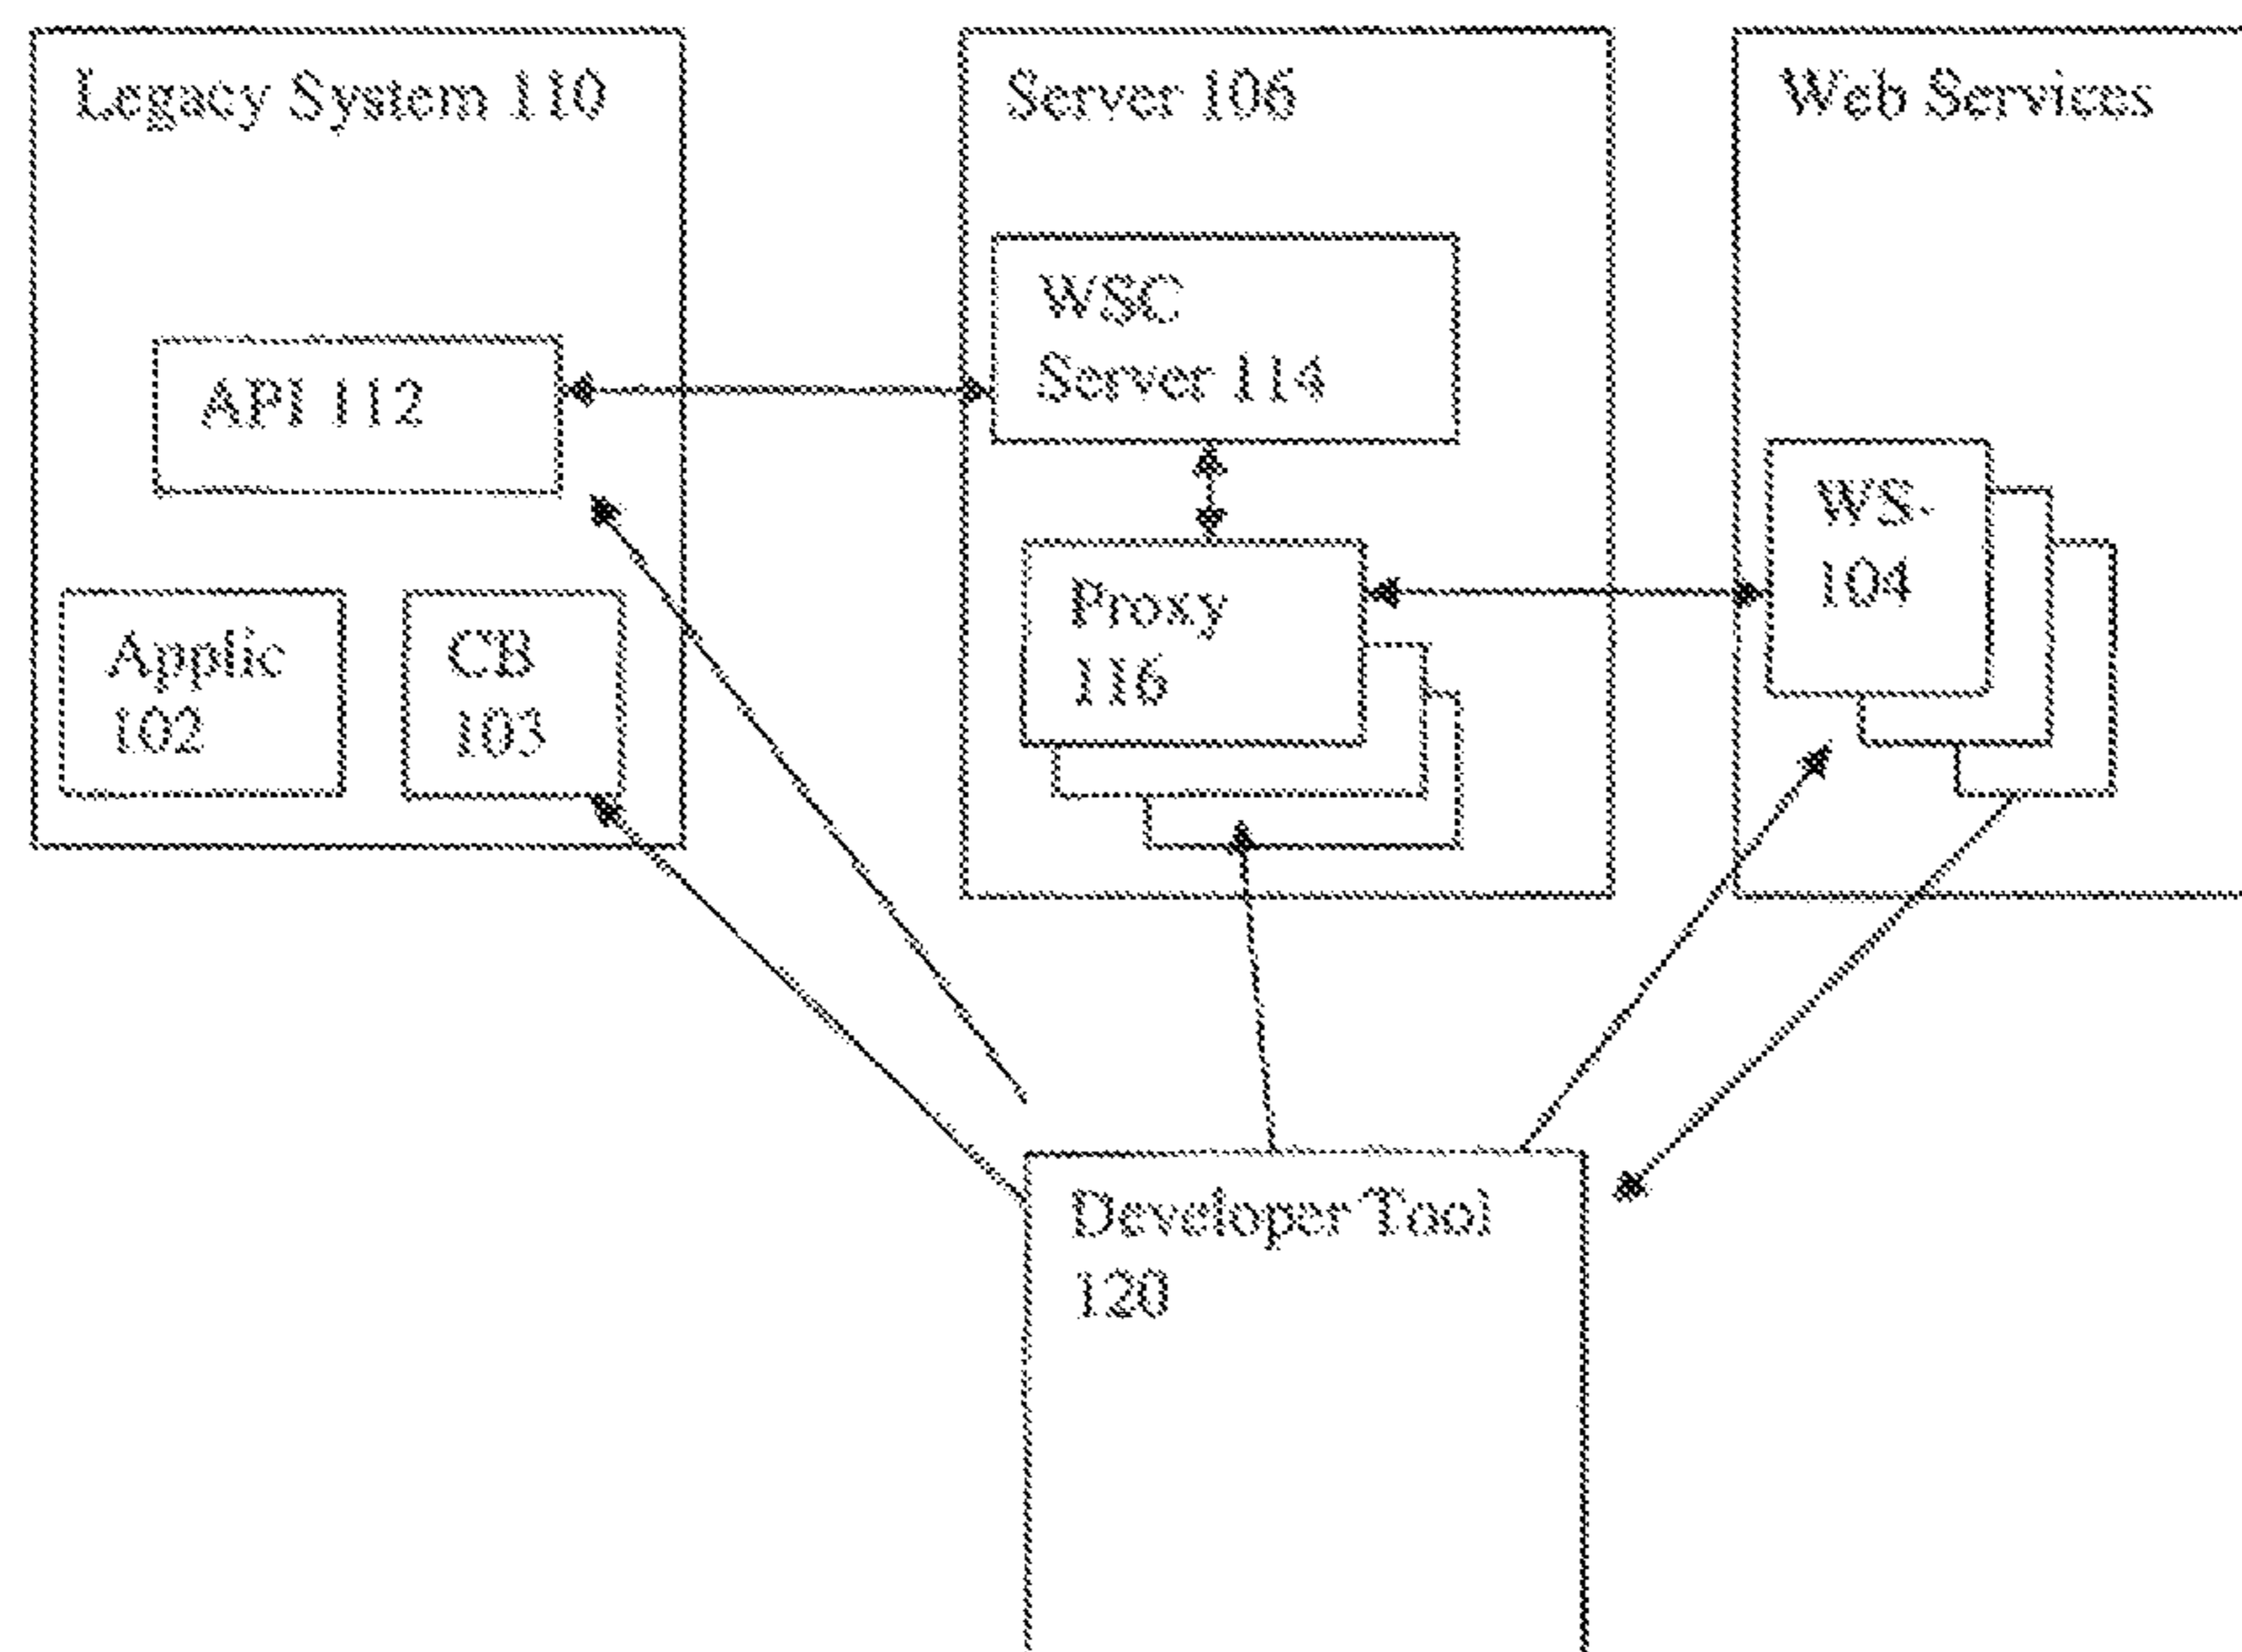 Legacy System 110
Server 106
Web Services
WSC
Server 114
API 112
WS-
104
Proxy
116
Applic
102
CB
103
Developer Tool
120